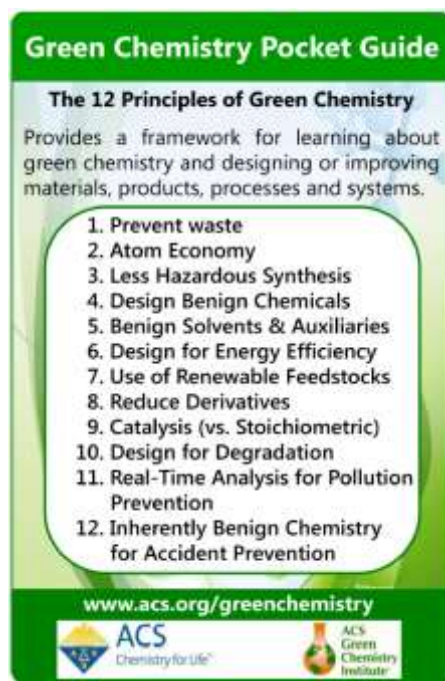 Green Chemistry Pocket Guide
The 12 Principles of Green Chemistry
Provides a framework for learning about
green chemistry and designing or improving
materials, products, processes and systems.
1. Prevent waste
2. Atom Economy
3. Less Hazardous Synthesis
4. Design Benign Chemicals
5. Benign Solvents & Auxiliaries
6. Design for Energy Efficiency
7. Use of Renewable Feedstocks
8. Reduce Derivatives
9. Catalysis (vs. Stoichiometric)
10. Design for Degradation
11. Real-Time Analysis for Pollution
Prevention
12. Inherently Benign Chemistry
for Accident Prevention
www.acs.org/greenchemistry
ACS
Chemistry for Life™
ACS
Green
Chemistry
Institute®